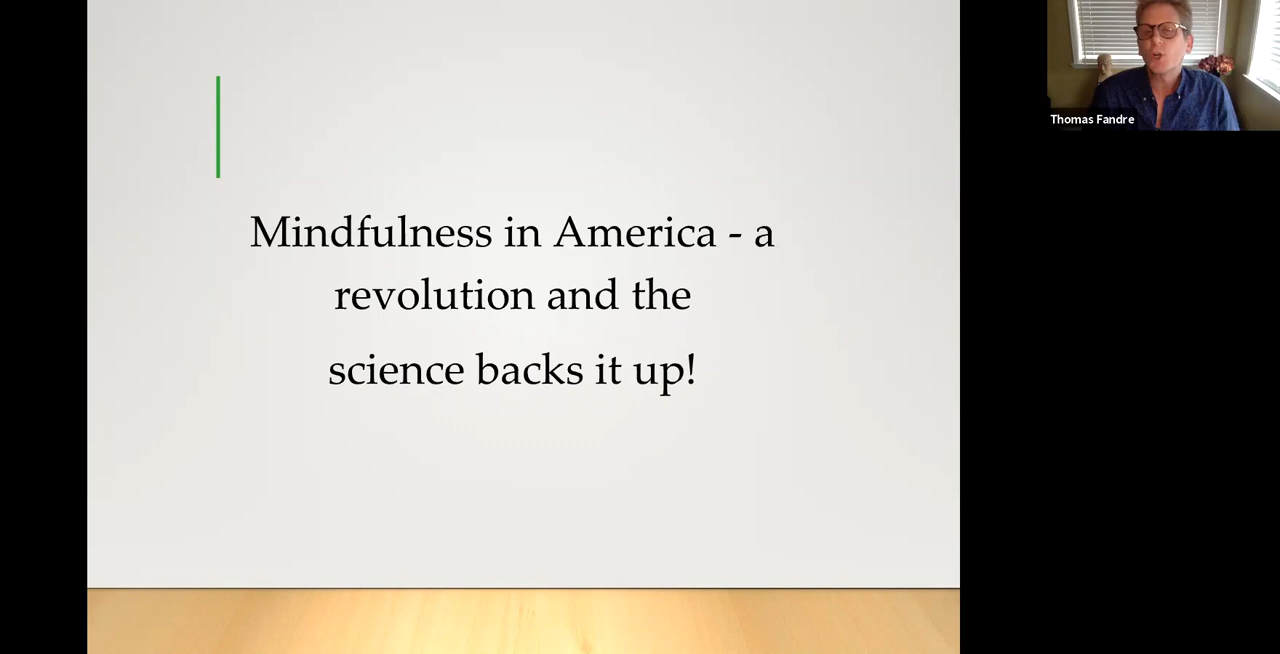 Mindfulness in America - a
revolution and the
science backs it up!
Thomas Fandre